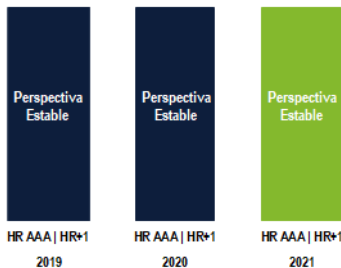 Perspectiva Estable
Perspectiva Estable
Perspectiva Estable
HR AAA | HR+1
HR AAA | HR+1
HR AAA | HR+1
2019
2020
2021